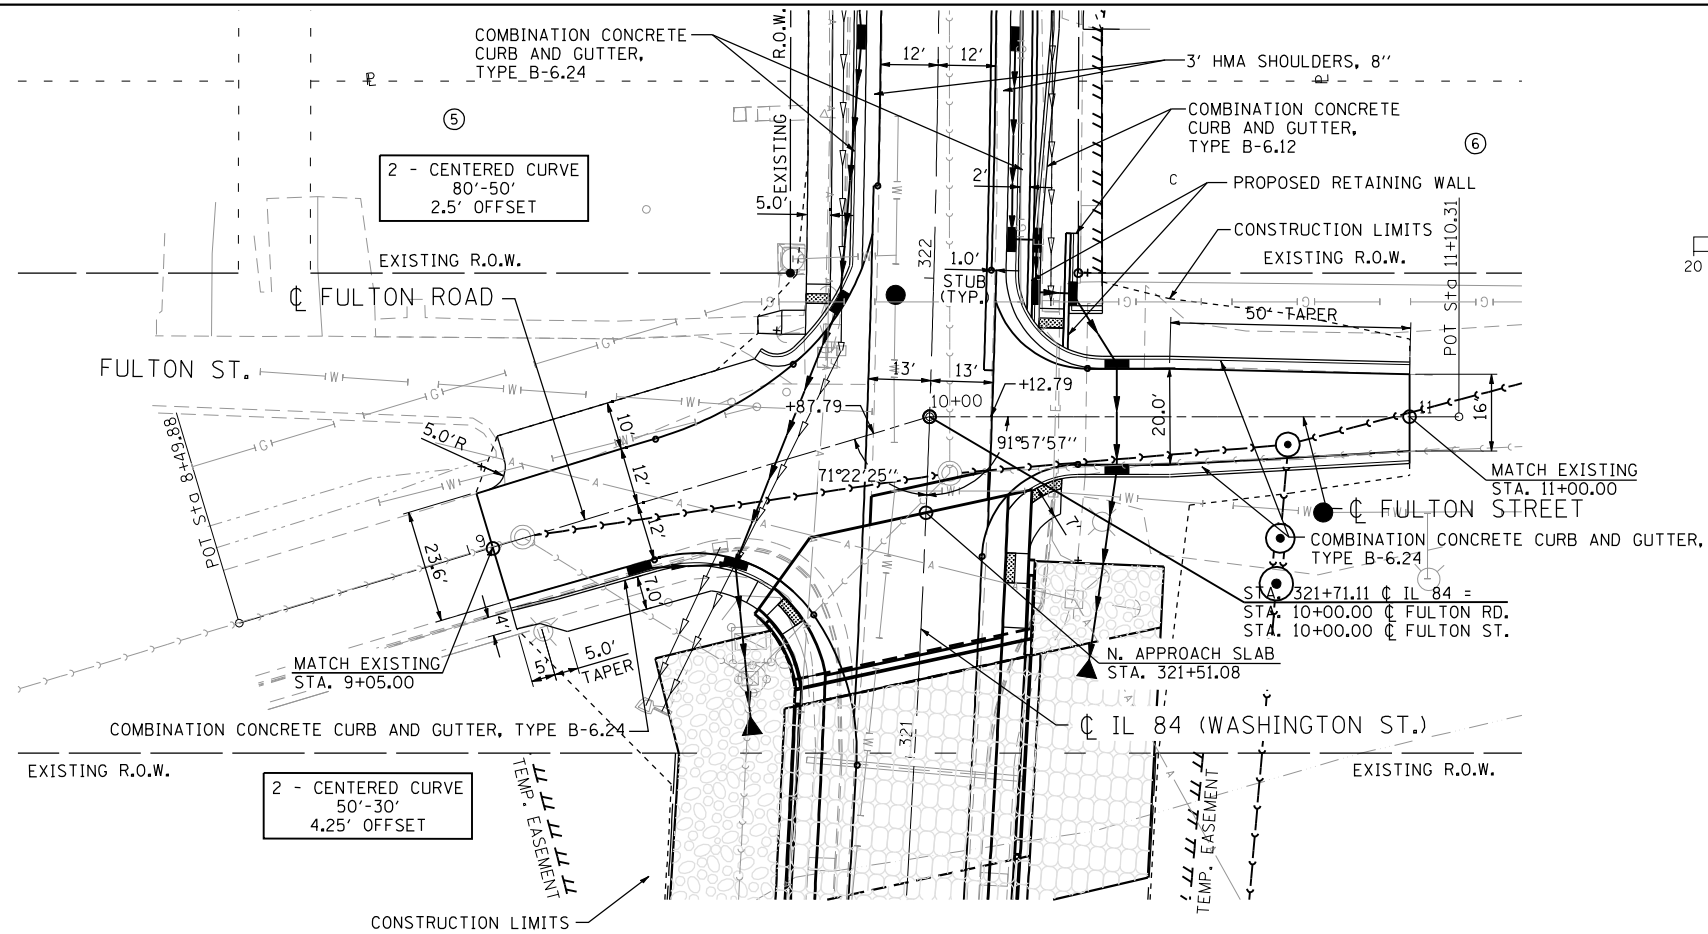 COMBINATION CONCRETE
CURB AND GUTTER,
TYPE B-6.24
EXISTING R.O.W.
12'
12'
3' HMA SHOULDERS, 8''
COMBINATION CONCRETE
CURB AND GUTTER,
TYPE B-6.12
5
6
2 - CENTERED CURVE
80'-50'
2.5' OFFSET
5.0'
2'
C
PROPOSED RETAINING WALL
CONSTRUCTION LIMITS
EXISTING R.O.W.
EXISTING R.O.W.
POT Sta 11+10.31
20
322
1.0'
STUB
(TYP.)
℄ FULTON ROAD
50' TAPER
FULTON ST.
13'
13'
+12.79
+87.79
10+00
11
16'
20.0'
91°57'57''
71°22'25''
10'
12'
12'
5.0'R
POT Sta 8+49.88
9
23.6'
MATCH EXISTING
STA. 11+00.00
℄ FULTON STREET
COMBINATION CONCRETE CURB AND GUTTER,
TYPE B-6.24
7'
7.0'
4'
5'
5.0'
TAPER
STA. 321+71.11 ℄ IL 84 =
STA. 10+00.00 ℄ FULTON RD.
STA. 10+00.00 ℄ FULTON ST.
N. APPROACH SLAB
STA. 321+51.08
MATCH EXISTING
STA. 9+05.00
COMBINATION CONCRETE CURB AND GUTTER, TYPE B-6.24
℄ IL 84 (WASHINGTON ST.)
321
EXISTING R.O.W.
EXISTING R.O.W.
2 - CENTERED CURVE
50'-30'
4.25' OFFSET
TEMP. EASEMENT
TEMP. EASEMENT
CONSTRUCTION LIMITS